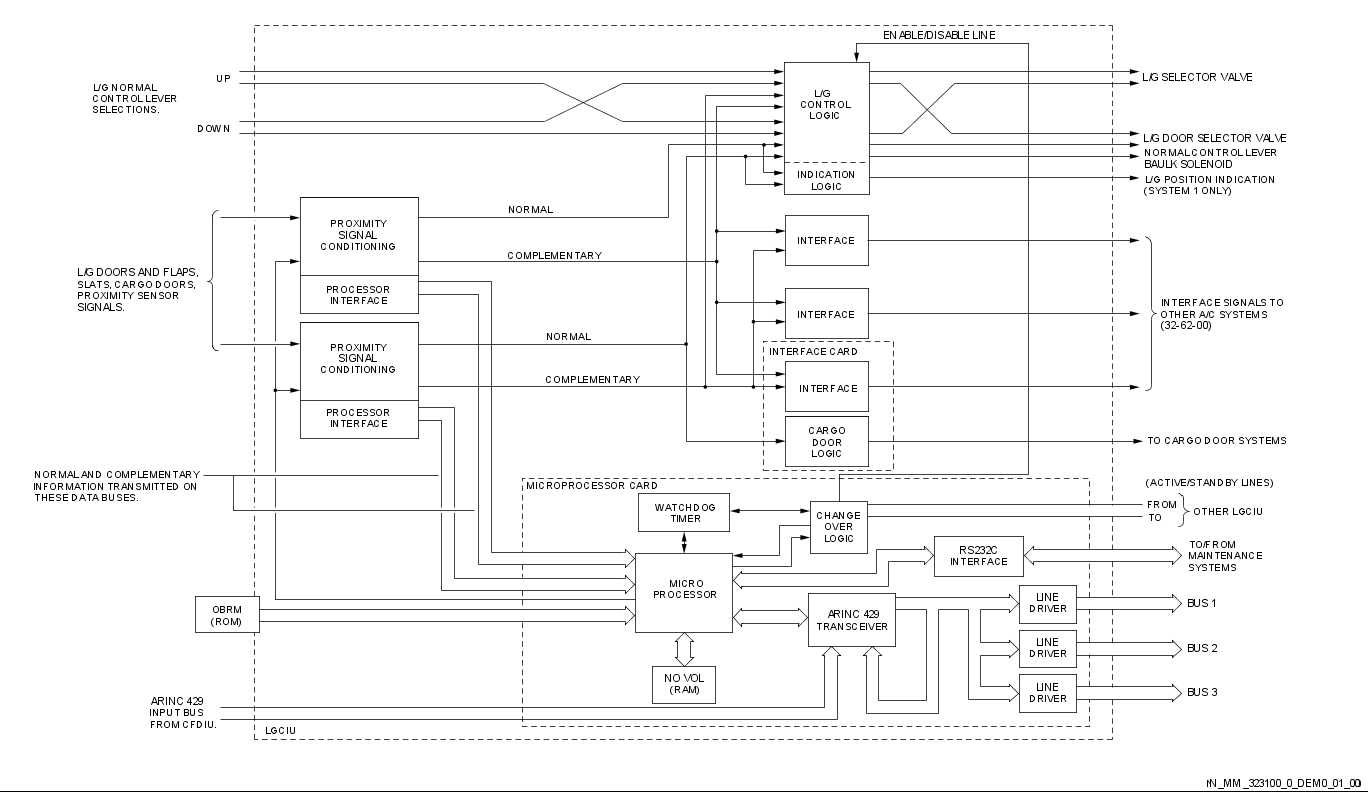 ENABLE/DISABLE LINE
UP
L/G NORMAL
CONTROL LEVER
SELECTIONS.
DOWN
L/G
CONTROL
LOGIC
INDICATION
LOGIC
L/G SELECTOR VALVE
L/G DOOR SELECTOR VALVE
NORMAL CONTROL LEVER
BAULK SOLENOID
L/G POSITION INDICATION
(SYSTEM 1 ONLY)
PROXIMITY
SIGNAL
CONDITIONING
PROCESSOR
INTERFACE
NORMAL
COMPLEMENTARY
L/G DOORS AND FLAPS,
SLATS, CARGO DOORS,
PROXIMITY SENSOR
SIGNALS.
PROXIMITY
SIGNAL
CONDITIONING
PROCESSOR
INTERFACE
NORMAL
COMPLEMENTARY
INTERFACE
INTERFACE
INTERFACE CARD
INTERFACE
CARGO
DOOR
LOGIC
INTERFACE SIGNALS TO
OTHER A/C SYSTEMS
(32-62-00)
TO CARGO DOOR SYSTEMS
NORMAL AND COMPLEMENTARY
INFORMATION TRANSMITTED ON
THESE DATA BUSES.
MICROPROCESSOR CARD
WATCHDOG
TIMER
CHANGE
OVER
LOGIC
(ACTIVE/STANDBY LINES)
FROM
TO
OTHER LGCIU
RS232C
INTERFACE
TO/FROM
MAINTENANCE
SYSTEMS
MICRO
PROCESSOR
OBRM
(ROM)
ARINC 429
TRANSCEIVER
LINE
DRIVER
BUS 1
LINE
DRIVER
BUS 2
LINE
DRIVER
BUS 3
NO VOL
(RAM)
ARINC 429
INPUT BUS
FROM CFDIU.
LGCIU
N_MM_323100_0_DEM0_01_00